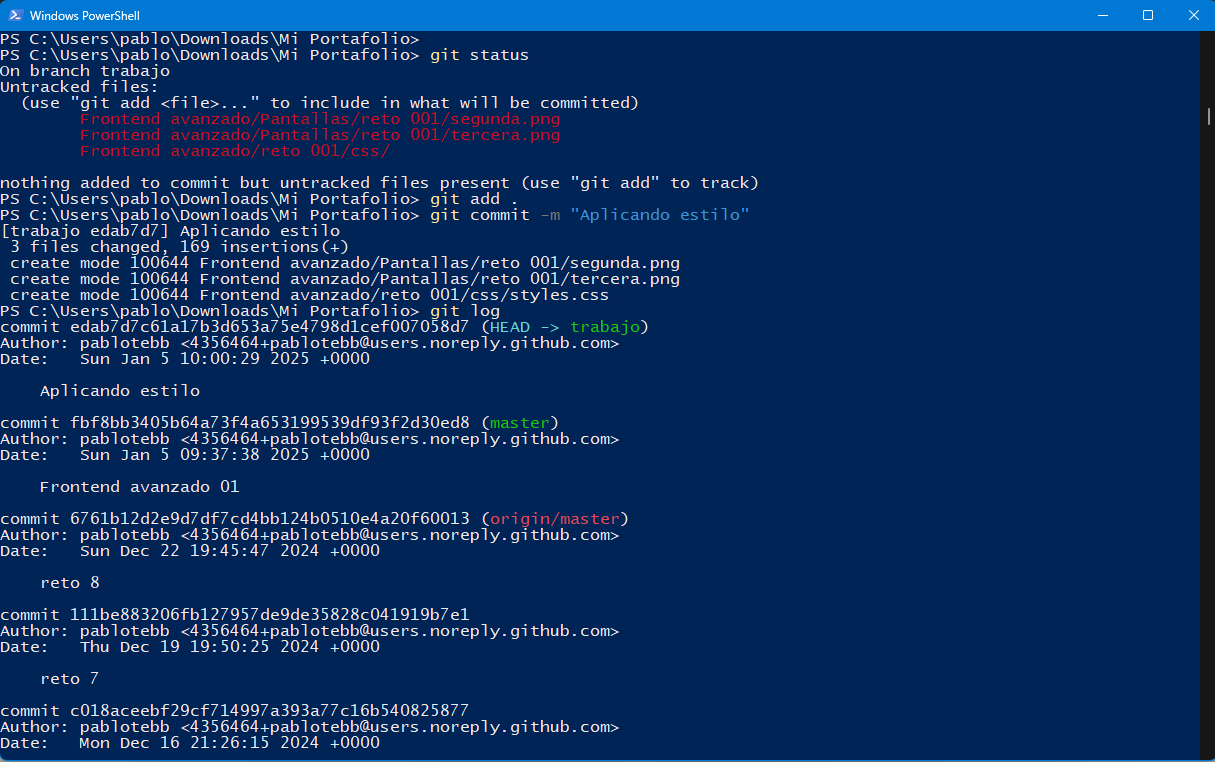 Windows PowerShell
PS C:\Users\pablo\Downloads\Mi Portafolio>
PS C:\Users\pablo\Downloads\Mi Portafolio> git status
On branch trabajo
Untracked files:
  (use "git add <file>..." to include in what will be committed)
        Frontend avanzado/Pantallas/reto 001/segunda.png
        Frontend avanzado/Pantallas/reto 001/tercera.png
        Frontend avanzado/reto 001/css/
nothing added to commit but untracked files present (use "git add" to track)
PS C:\Users\pablo\Downloads\Mi Portafolio> git add .
PS C:\Users\pablo\Downloads\Mi Portafolio> git commit -m "Aplicando estilo"
[trabajo edab7d7] Aplicando estilo
 3 files changed, 169 insertions(+)
 create mode 100644 Frontend avanzado/Pantallas/reto 001/segunda.png
 create mode 100644 Frontend avanzado/Pantallas/reto 001/tercera.png
 create mode 100644 Frontend avanzado/reto 001/css/styles.css
PS C:\Users\pablo\Downloads\Mi Portafolio> git log
commit edab7d7c61a17b3d653a75e4798d1cef007058d7 (HEAD -> trabajo)
Author: pablotebb <4356464+pablotebb@users.noreply.github.com>
Date:   Sun Jan 5 10:00:29 2025 +0000
    Aplicando estilo
commit fbf8bb3405b64a73f4a653199539df93f2d30ed8 (master)
Author: pablotebb <4356464+pablotebb@users.noreply.github.com>
Date:   Sun Jan 5 09:37:38 2025 +0000
    Frontend avanzado 01
commit 6761b12d2e9d7df7cd4bb124b0510e4a20f60013 (origin/master)
Author: pablotebb <4356464+pablotebb@users.noreply.github.com>
Date:   Sun Dec 22 19:45:47 2024 +0000
    reto 8
commit 111be883206fb127957de9de35828c041919b7e1
Author: pablotebb <4356464+pablotebb@users.noreply.github.com>
Date:   Thu Dec 19 19:50:25 2024 +0000
    reto 7
commit c018aceebf29cf714997a393a77c16b540825877
Author: pablotebb <4356464+pablotebb@users.noreply.github.com>
Date:   Mon Dec 16 21:26:15 2024 +0000